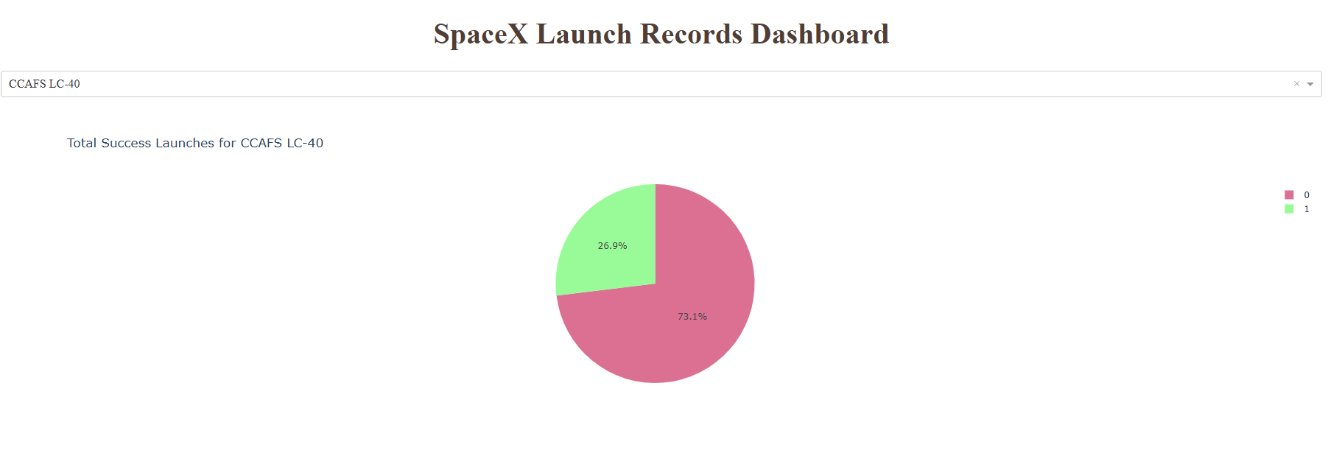 SpaceX Launch Records Dashboard
CCAFS LC-40
×
Total Success Launches for CCAFS LC-40
0
1
26.9%
73.1%